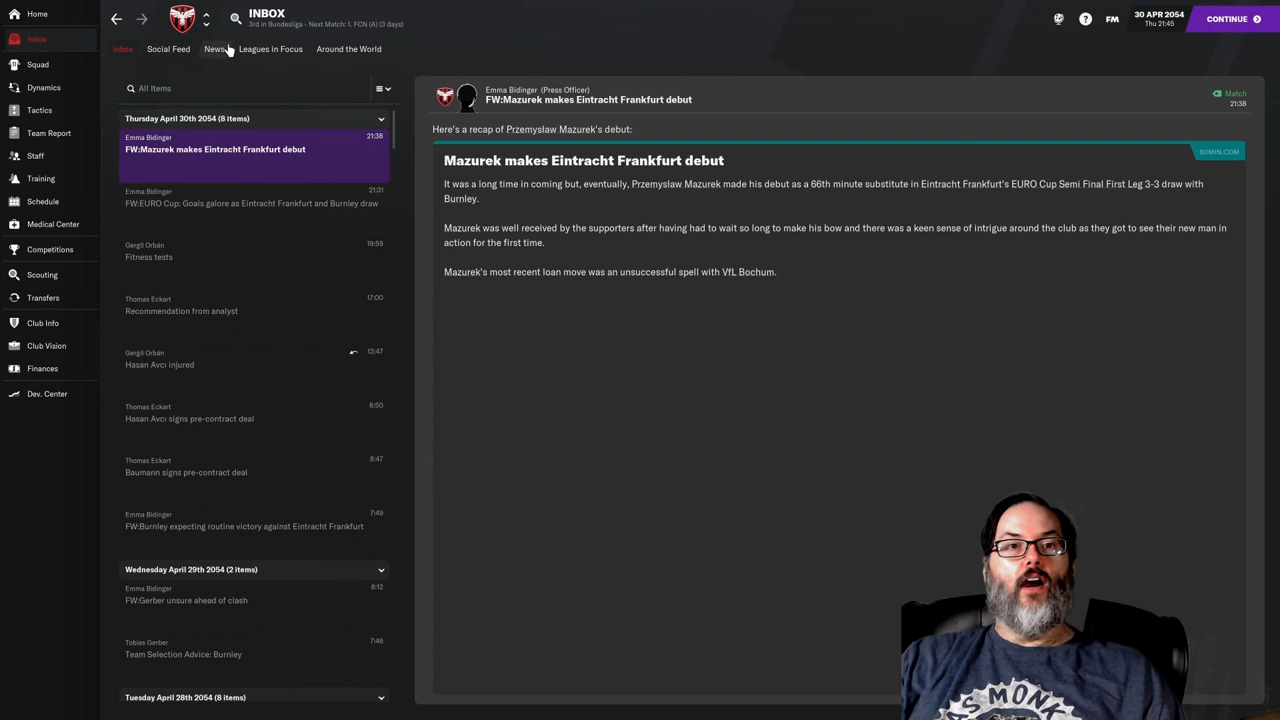 Home
Inbox
Squad
Dynamics
Tactics
Team Report
Staff
Training
Schedule
Medical Center
Competitions
Scouting
Transfers
Club Info
Club Vision
Finances
Dev. Center
INBOX
3rd in Bundesliga - Next Match: 1. FCN (A) (3 days)
FM
30 APR 2054
Thu 21:45
CONTINUE
Inbox
Social Feed
News
Leagues in Focus
Around the World
All Items
Thursday April 30th 2054 (8 items)
Emma Bidinger 21:38
FW:Mazurek makes Eintracht Frankfurt debut
Emma Bidinger 21:31
FW:EURO Cup: Goals galore as Eintracht Frankfurt and Burnley draw
Gergő Orbán 19:59
Fitness tests
Thomas Eckart 17:00
Recommendation from analyst
Gergő Orbán 13:47
Hasan Avcı injured
Thomas Eckart 8:50
Hasan Avcı signs pre-contract deal
Thomas Eckart 8:47
Baumann signs pre-contract deal
Emma Bidinger 7:49
FW:Burnley expecting routine victory against Eintracht Frankfurt
Wednesday April 29th 2054 (2 items)
Emma Bidinger 8:12
FW:Gerber unsure ahead of clash
Tobias Gerber 7:46
Team Selection Advice: Burnley
Tuesday April 28th 2054 (8 items)
Emma Bidinger (Press Officer)
FW:Mazurek makes Eintracht Frankfurt debut
Match
21:38
Here's a recap of Przemyslaw Mazurek's debut:
Mazurek makes Eintracht Frankfurt debut
90MIN.COM
It was a long time in coming but, eventually, Przemyslaw Mazurek made his debut as a 66th minute substitute in Eintracht Frankfurt's EURO Cup Semi Final First Leg 3-3 draw with
Burnley.
Mazurek was well received by the supporters after having had to wait so long to make his bow and there was a keen sense of intrigue around the club as they got to see their new man in
action for the first time.
Mazurek's most recent loan move was an unsuccessful spell with VfL Bochum.
AS MONK